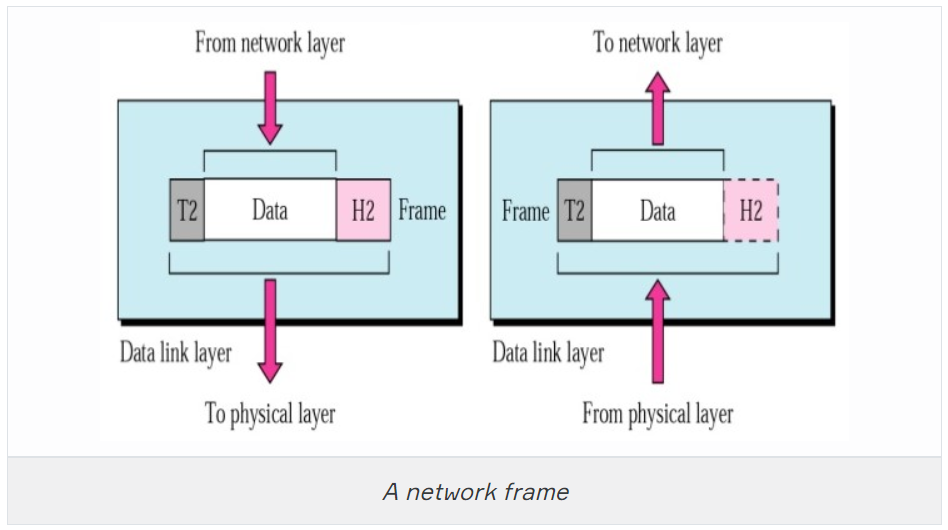 From network layer
To network layer
T2 Data H2 Frame
Frame T2 Data H2
Data link layer
Data link layer
To physical layer
From physical layer
A network frame